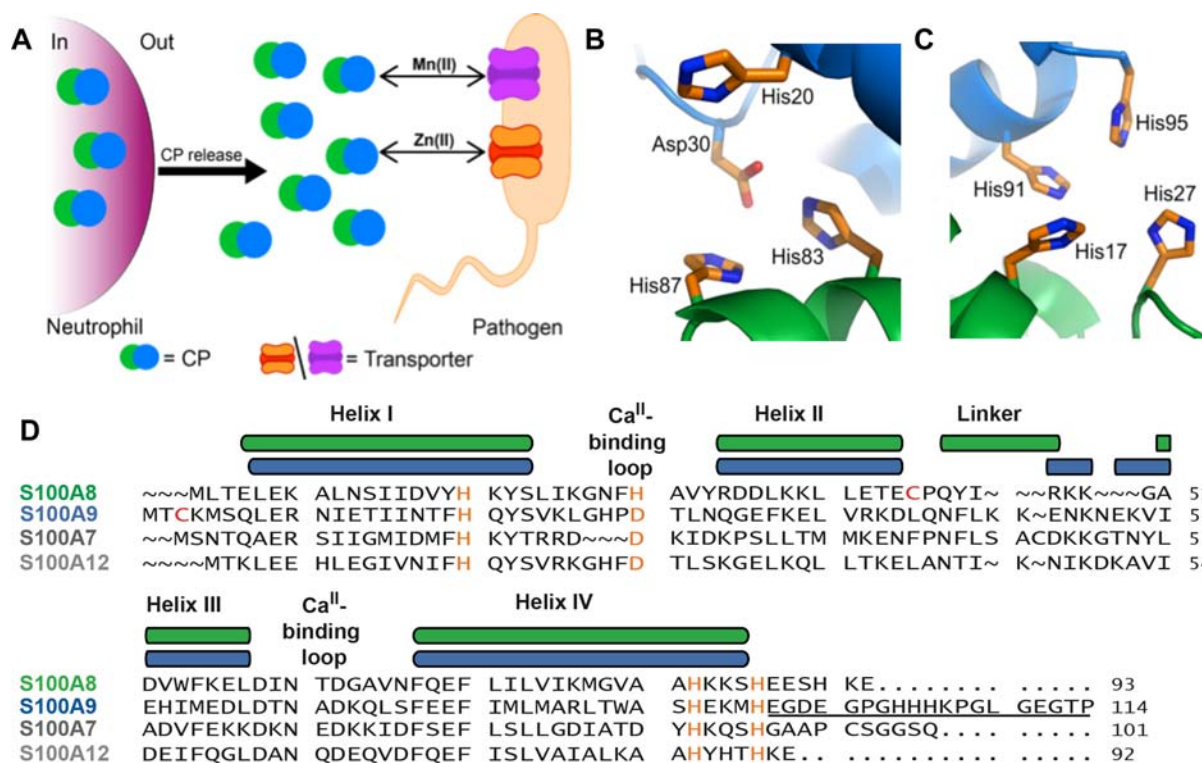 A
In
Out
Mn(II)
Zn(II)
CP release
Neutrophil
Pathogen
= CP
= Transporter
B
His20
Asp30
His83
His87
C
His95
His91
His27
His17
D
Helix I
Ca^II-
binding
loop
Helix II
Linker
S100A8 ~~~MLTELEK ALNSIIDVYH KYSLIKGNFH AVYRDDLKKL LETECPQYI~ ~~RKK~~~GA 5
S100A9 MTCKMSQLER NIETIINTFH QYSVKLGHPD TLNQGEFKEL VRKDLQNFLK K~ENKNEKVI 5
S100A7 ~~MSNTQAER SIIGMIDMFH KYTRRD~~~D KIDKPSLLTM MKENFPNFLS ACDKKGTNYL 5
S100A12 ~~~~MTKLEE HLEGIVNIFH QYSVRKGHFD TLSKGELKQL LTKELANTI~ K~NIKDKAVI 5
Helix III
Ca^II-
binding
loop
Helix IV
S100A8 DVWFKELDIN TDGAVNFQEF LILVIKMGVA AHKKSHEESH KE........ ..... 93
S100A9 EHIMEDLDTN ADKQLSFEEF IMLMARLTWA SHEKMHEGDE GPGHHHKPGL GEGTP 114
S100A7 ADVFEKKDKN EDKKIDFSEF LSLLGDIATD YHKQSHGAAP CSGGSQ.... ..... 101
S100A12 DEIFQGLDAN QDEQVDFQEF ISLVAIALKA AHYHTHKE.. .......... ..... 92